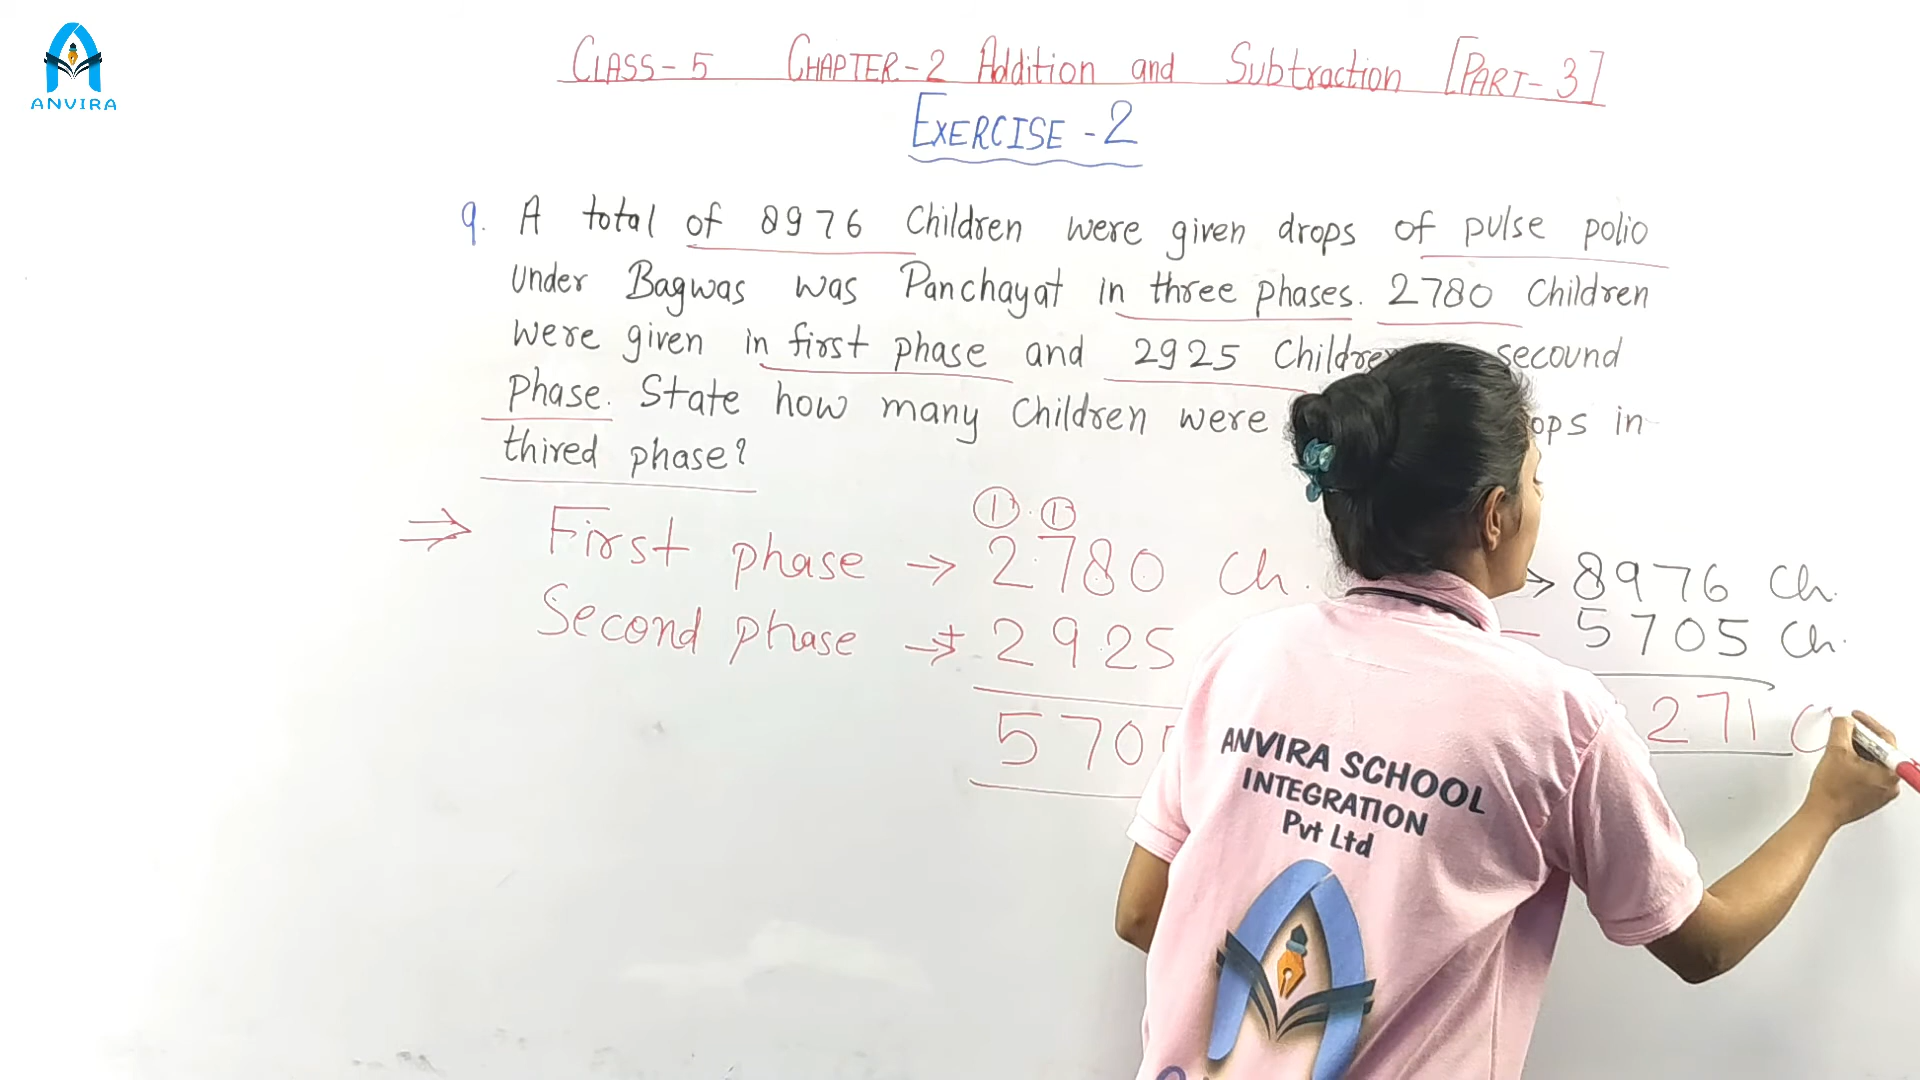 ANVIRA
CLASS-5 CHAPTER-2 Addition and Subtraction [PART-3]
EXERCISE-2
9. A total of 8976 Children were given drops of pulse polio
under Bagwas was Panchayat in three phases. 2780 Children
were given in first phase and 2925 Childre secound
Phase. State how many Children were ops in
thired phase?
① ①
⇒ First phase → 2780 Ch.
Second phase → + 2925
570
→ 8976 Ch.
- 5705 Ch.
271 C
ANVIRA SCHOOL
INTEGRATION
Pvt Ltd